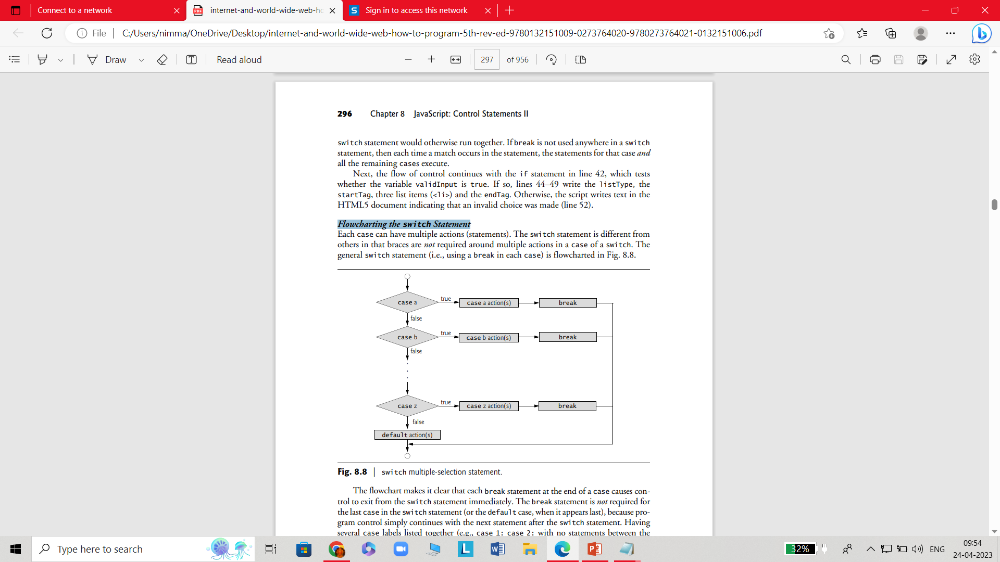 Connect to a network
internet-and-world-wide-web-hc
Sign in to access this network
File
C:/Users/nimma/OneDrive/Desktop/internet-and-world-wide-web-how-to-program-5th-rev-ed-9780132151009-0273764020-9780273764021-0132151006.pdf
Draw
Read aloud
297 of 956
296 Chapter 8 JavaScript: Control Statements II
switch statement would otherwise run together. If break is not used anywhere in a switch
statement, then each time a match occurs in the statement, the statements for that case and
all the remaining cases execute.
Next, the flow of control continues with the if statement in line 42, which tests
whether the variable validInput is true. If so, lines 44–49 write the listType, the
startTag, three list items (<li>) and the endTag. Otherwise, the script writes text in the
HTML5 document indicating that an invalid choice was made (line 52).
Flowcharting the switch Statement
Each case can have multiple actions (statements). The switch statement is different from
others in that braces are not required around multiple actions in a case of a switch. The
general switch statement (i.e., using a break in each case) is flowcharted in Fig. 8.8.
case a
true
case a action(s)
break
false
case b
true
case b action(s)
break
false
case z
true
case z action(s)
break
false
default action(s)
Fig. 8.8 | switch multiple-selection statement.
The flowchart makes it clear that each break statement at the end of a case causes con-
trol to exit from the switch statement immediately. The break statement is not required for
the last case in the switch statement (or the default case, when it appears last), because pro-
gram control simply continues with the next statement after the switch statement. Having
several case labels listed together (e.g., case 1: case 2: with no statements between the
Type here to search
32%
ENG
09:54
24-04-2023